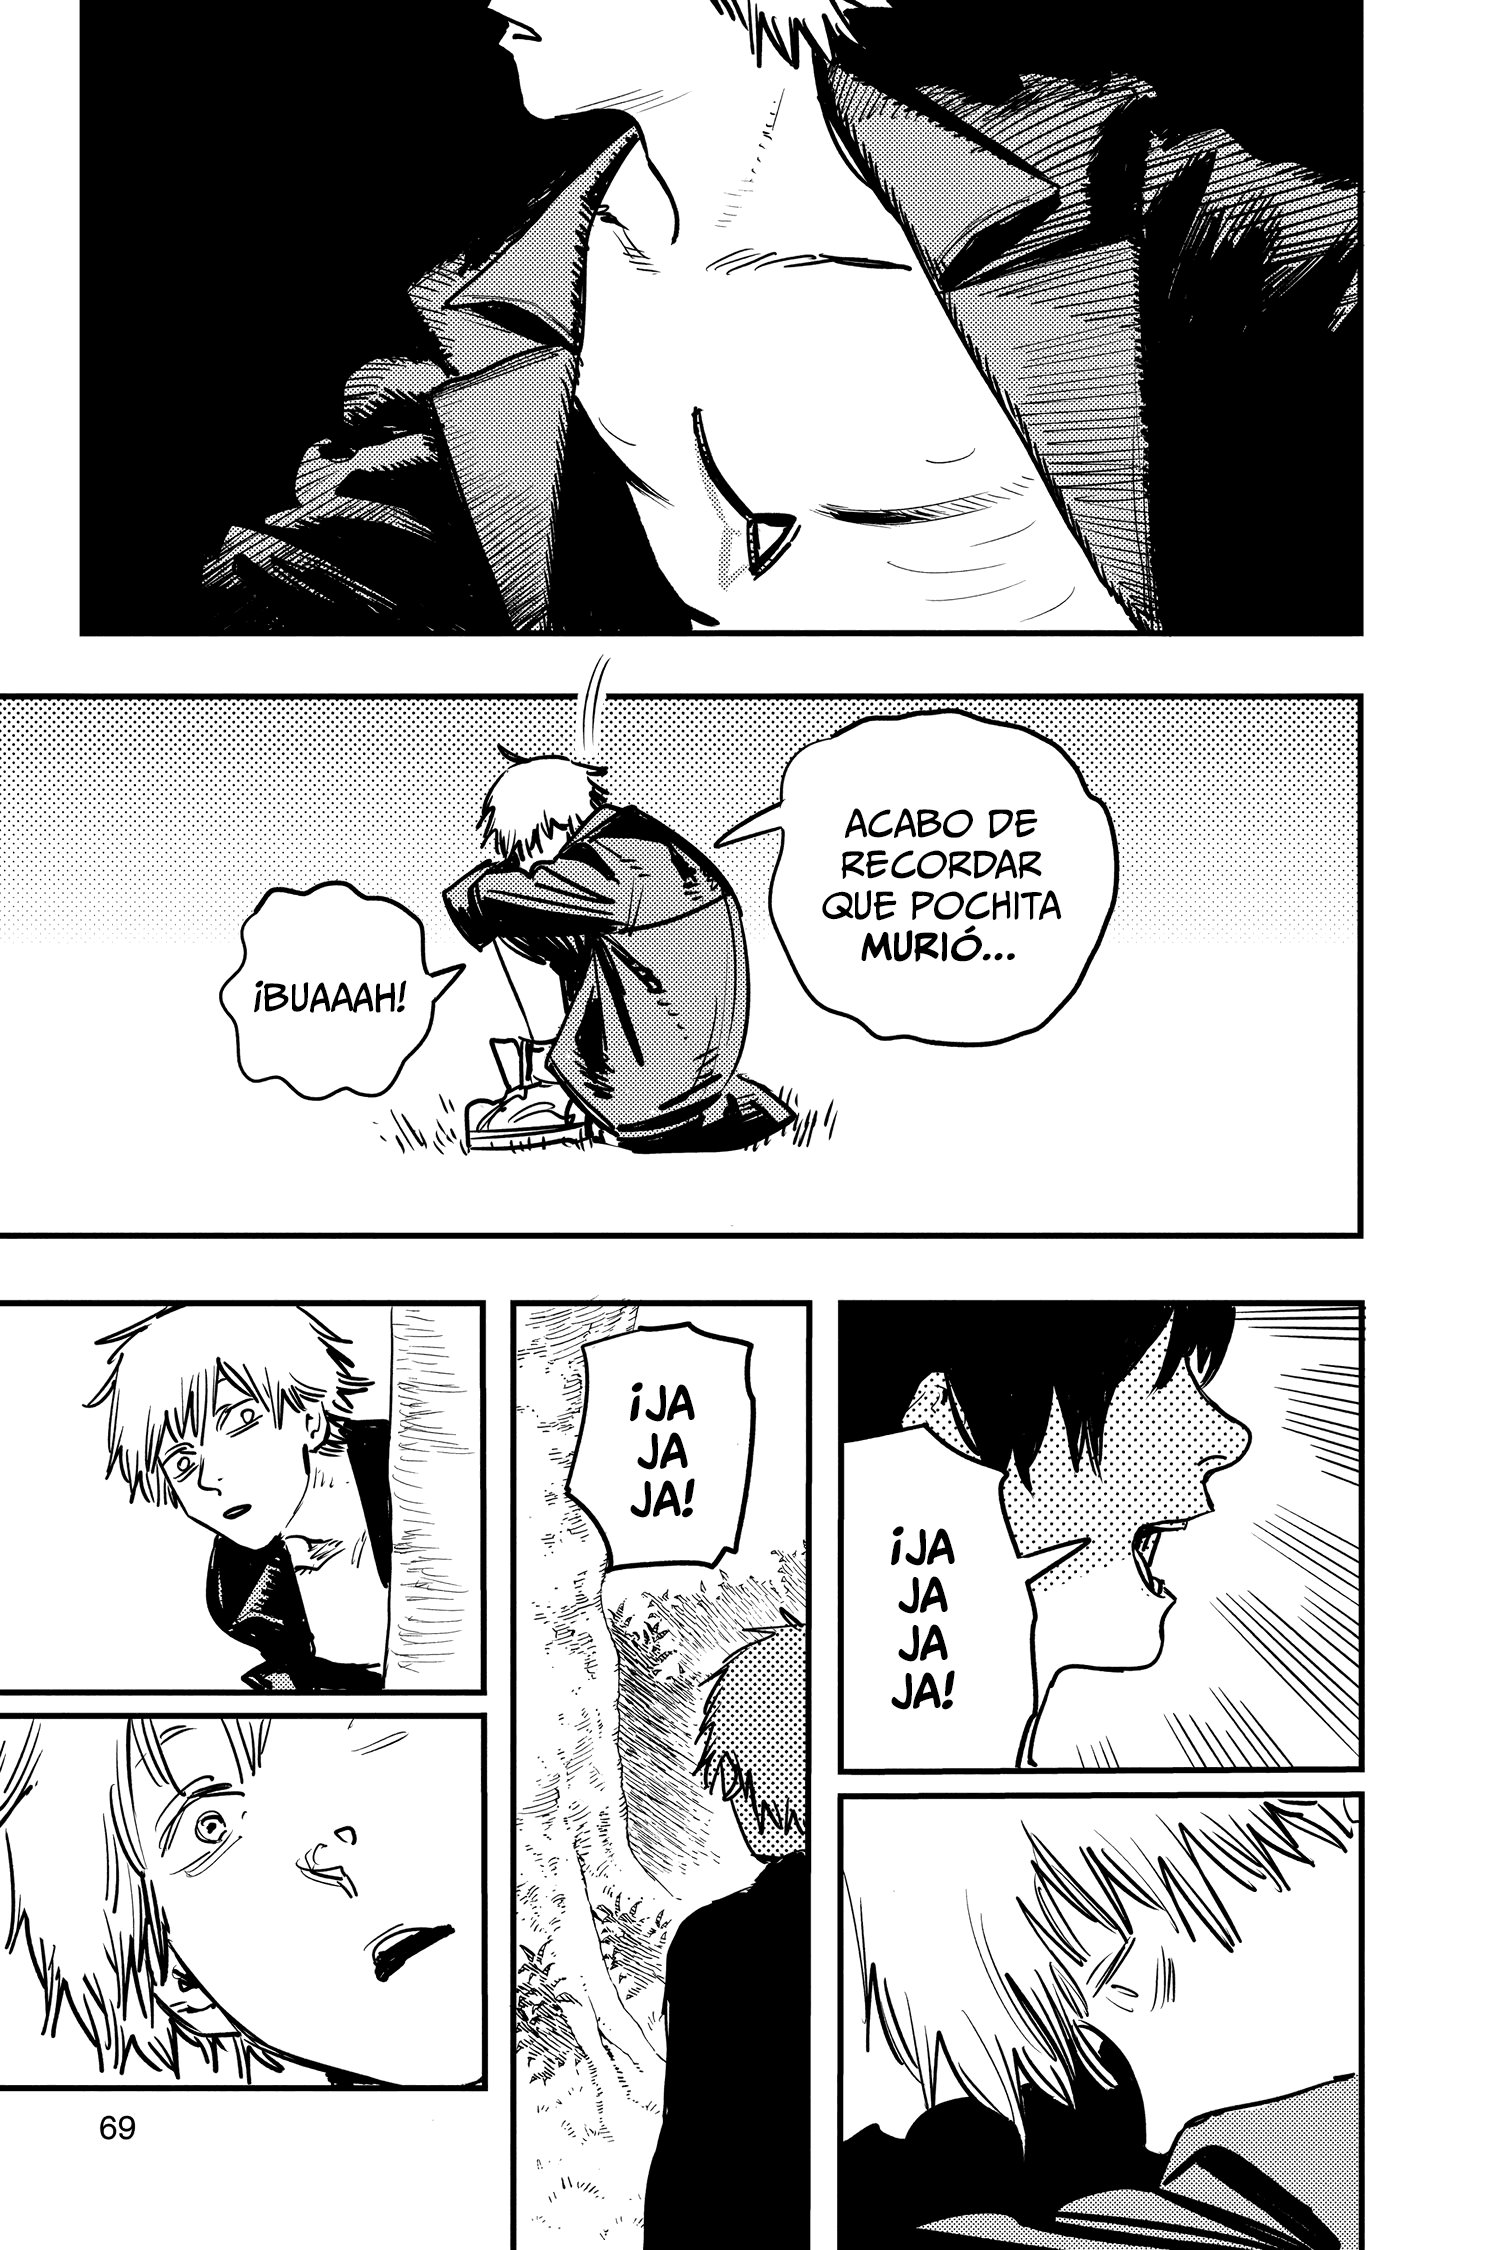 ACABO DE
RECORDAR
QUE POCHITA
MURIÓ...
¡BUAAAH!
¡JA
JA
JA
JA!
¡JA
JA
JA!
69